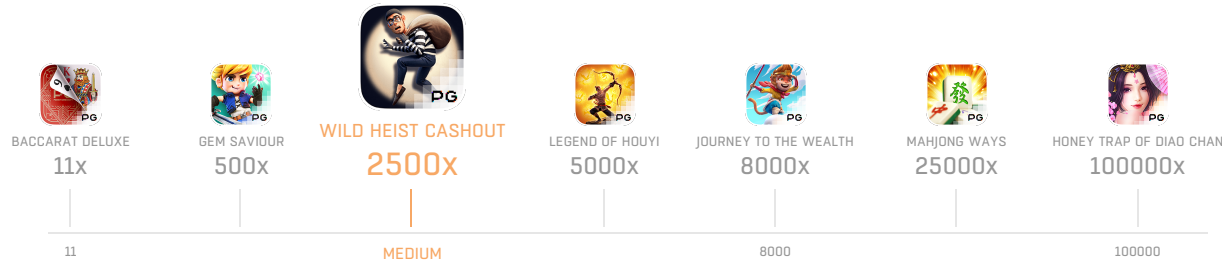 PG
PG
PG
PG
PG
PG
發
PG
BACCARAT DELUXE
11x
GEM SAVIOUR
500x
WILD HEIST CASHOUT
2500x
LEGEND OF HOUYI
5000x
JOURNEY TO THE WEALTH
8000x
MAHJONG WAYS
25000x
HONEY TRAP OF DIAO CHAN
100000x
11
MEDIUM
8000
100000